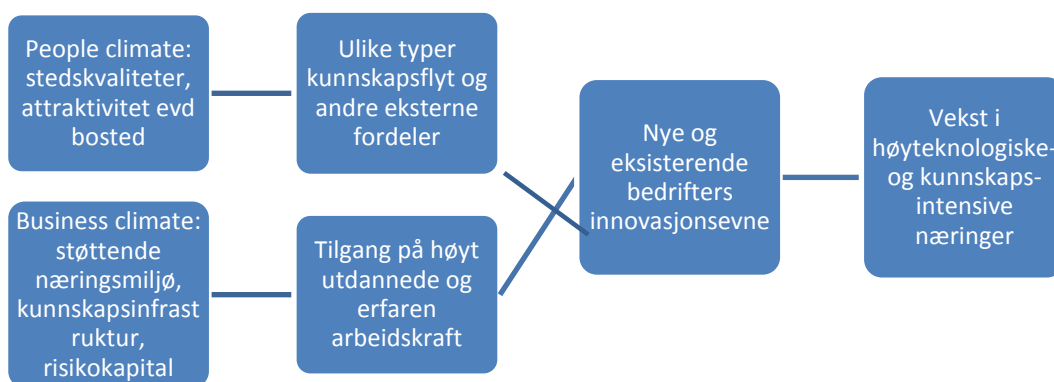 People climate:
stedskvaliteter,
attraktivitet evd
bosted
Ulike typer
kunnskapsflyt og
andre eksterne
fordeler
Business climate:
støttende
næringsmiljø,
kunnskapsinfrast
ruktur,
risikokapital
Tilgang på høyt
utdannede og
erfaren
arbeidskraft
Nye og
eksisterende
bedrifters
innovasjonsevne
Vekst i
høyteknologiske-
og kunnskaps-
intensive
næringer